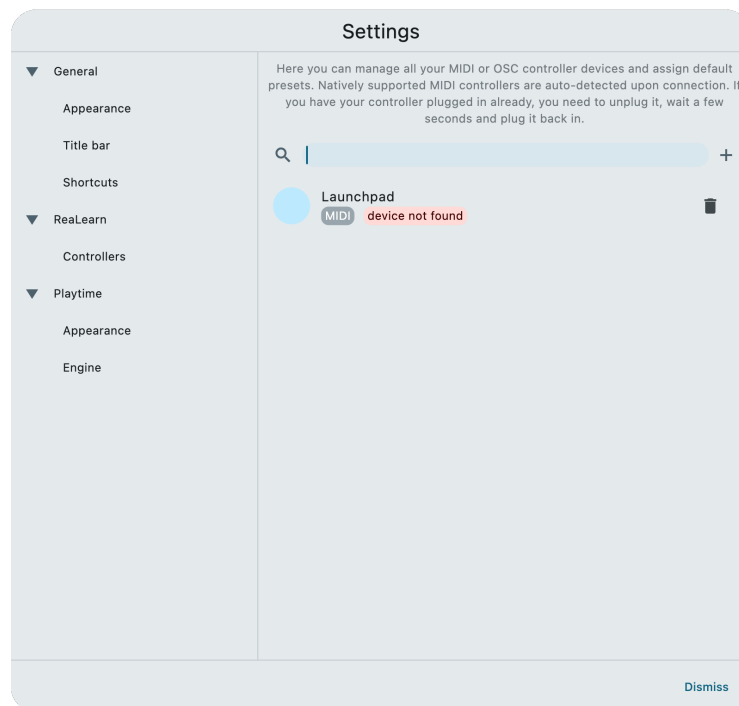 Settings
General
Appearance
Title bar
Shortcuts
ReaLearn
Controllers
Playtime
Appearance
Engine
Here you can manage all your MIDI or OSC controller devices and assign default
presets. Natively supported MIDI controllers are auto-detected upon connection. If
you have your controller plugged in already, you need to unplug it, wait a few
seconds and plug it back in.
Launchpad
MIDI device not found
Dismiss